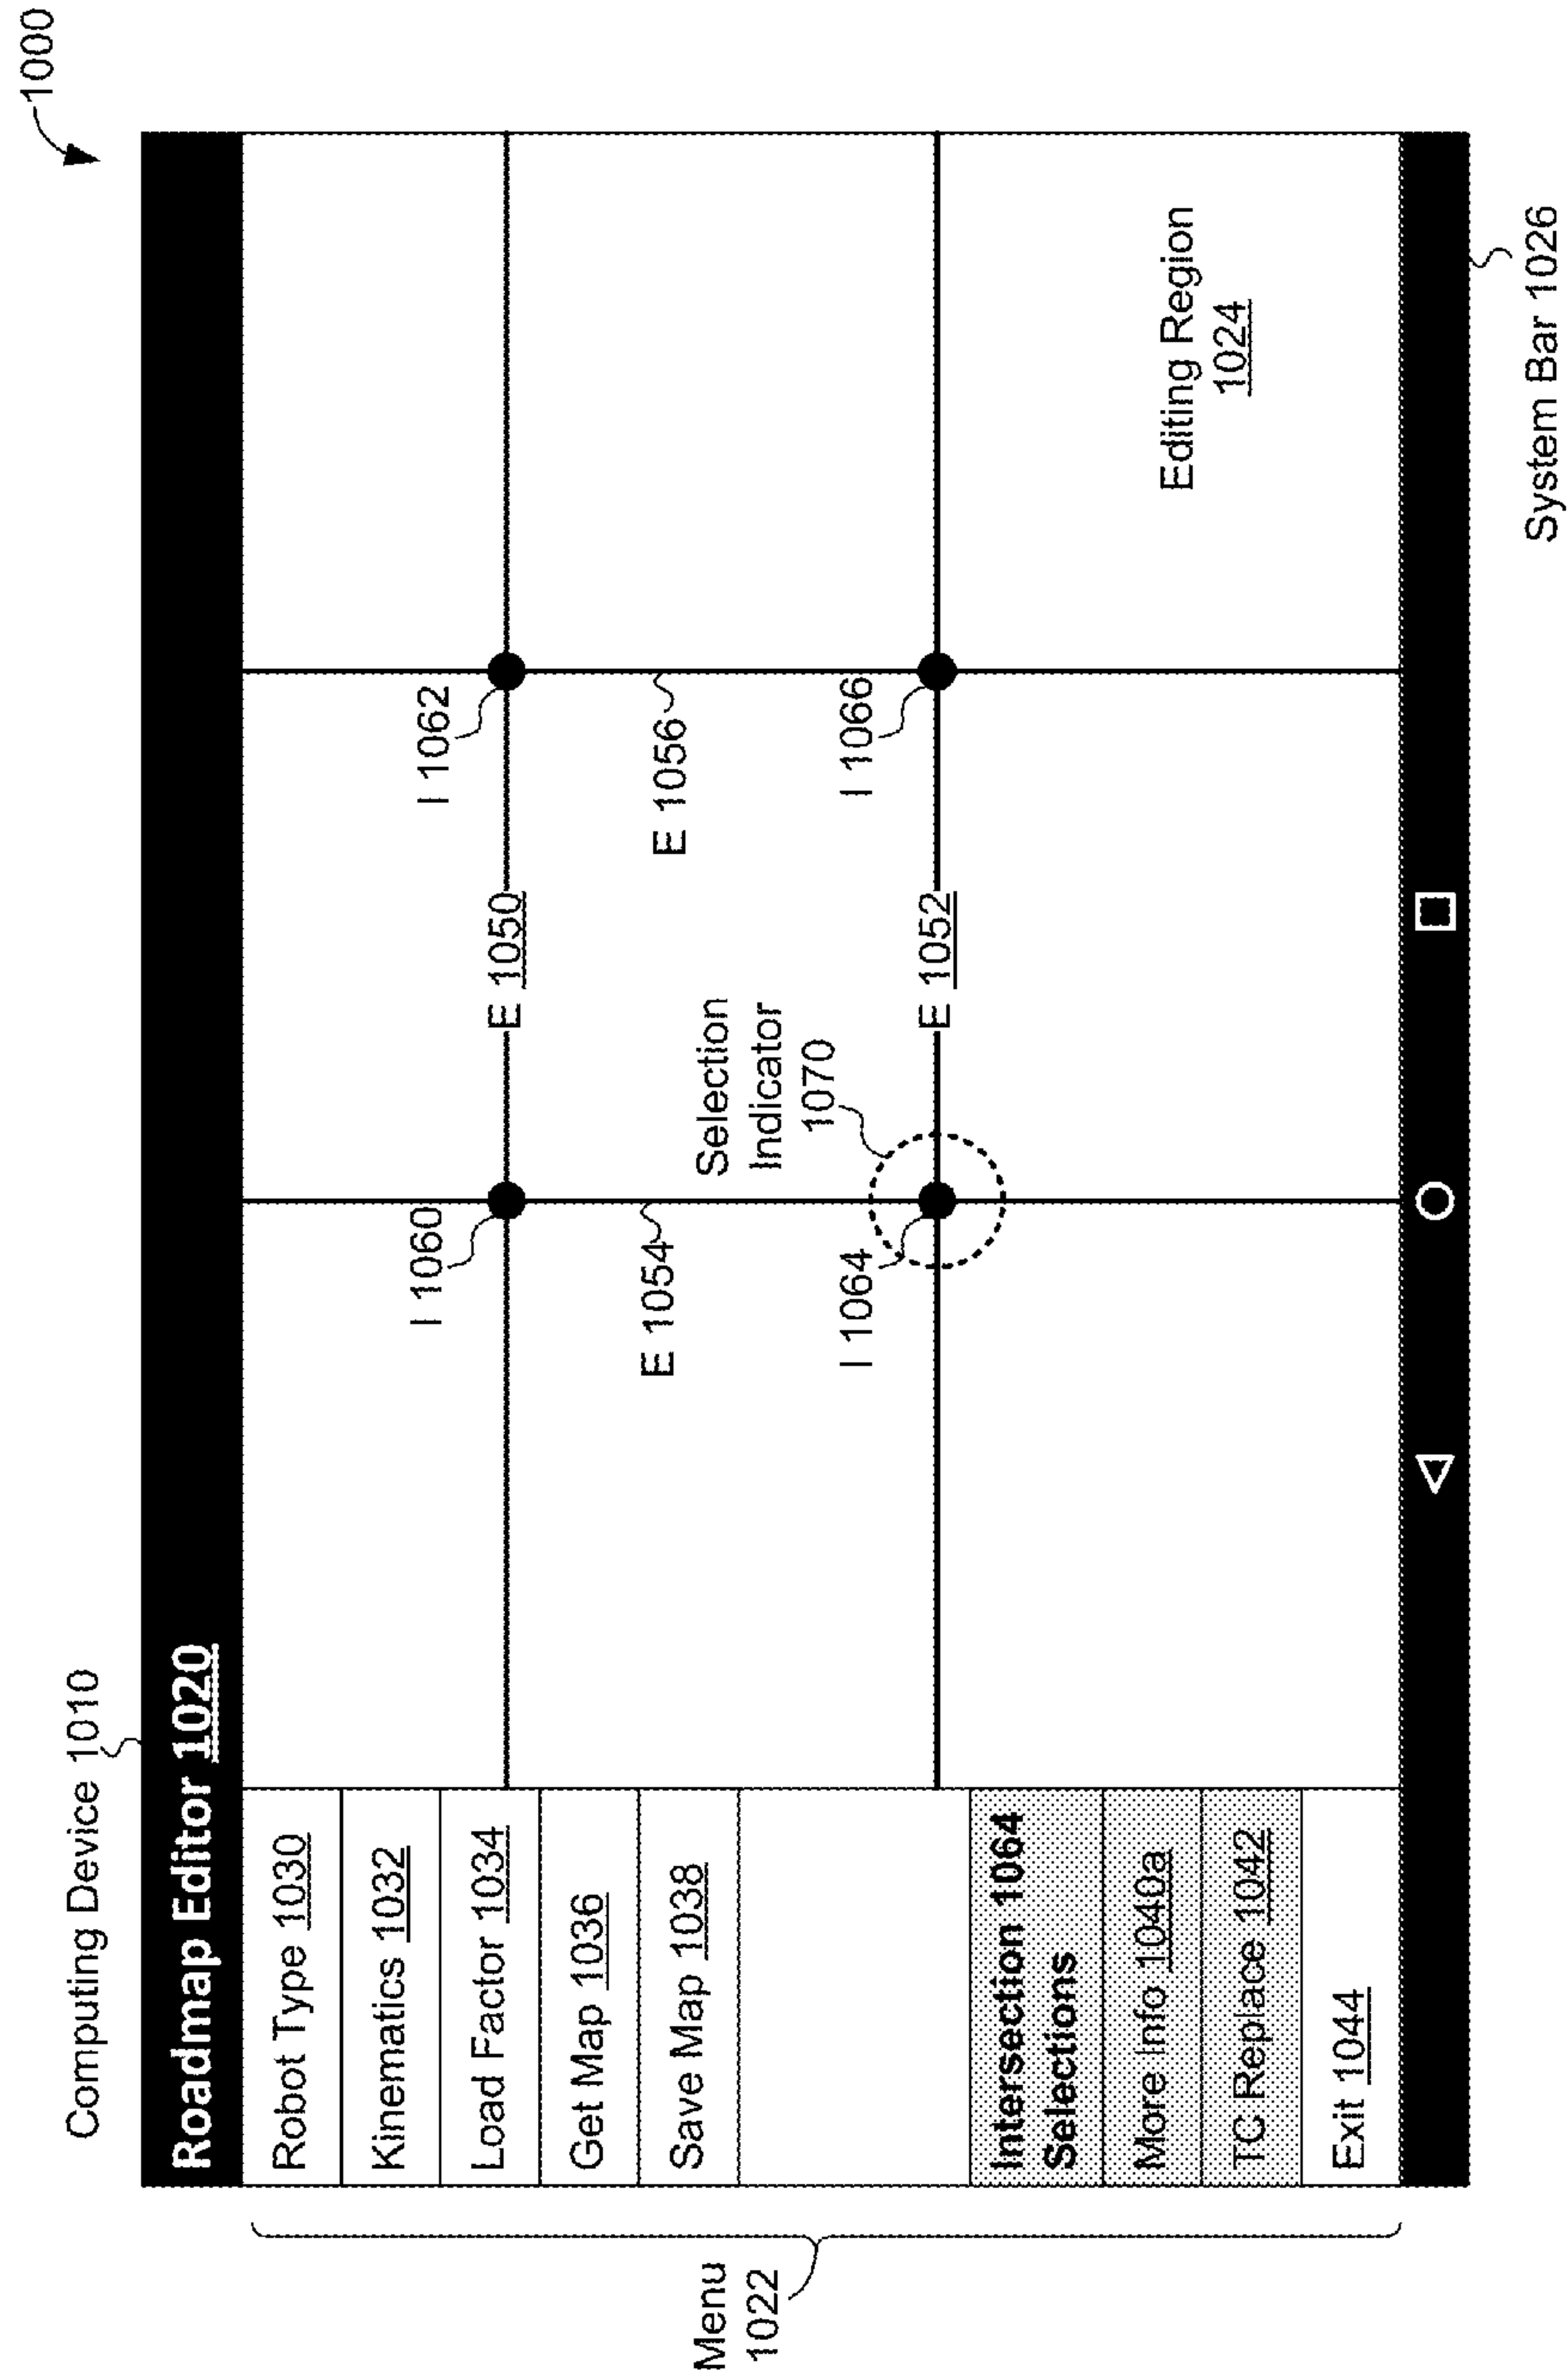 1000
Computing Device 1010
Roadmap Editor 1020
Menu
1022
Robot Type 1030
Kinematics 1032
Load Factor 1034
Get Map 1036
Save Map 1038
Intersection 1064
Selections
More Info 1040a
TC Replace 1042
Exit 1044
I 1060
I 1062
E 1050
E 1054
E 1056
Selection
Indicator
1070
I 1064
I 1066
E 1052
Editing Region
1024
System Bar 1026